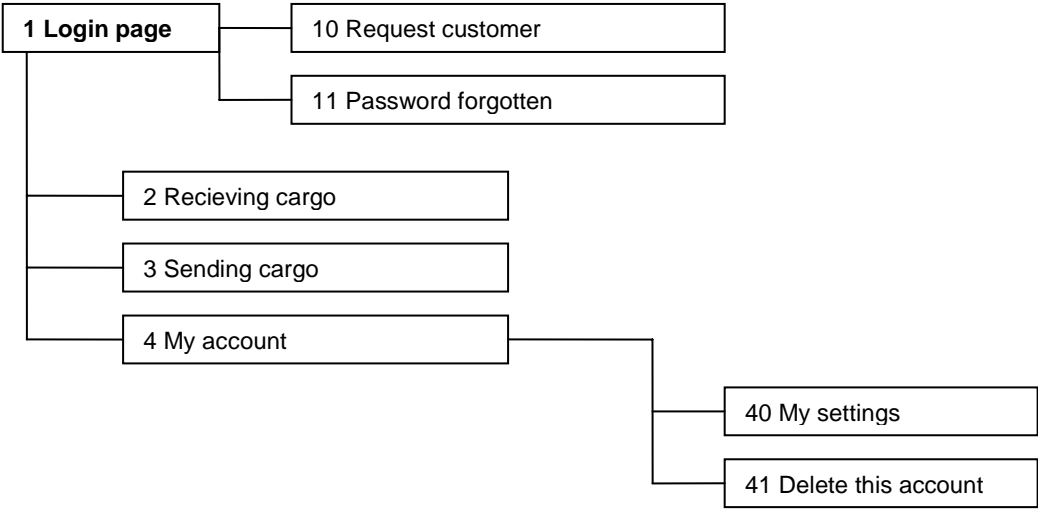 1 Login page
10 Request customer
11 Password forgotten
2 Recieving cargo
3 Sending cargo
4 My account
40 My settings
41 Delete this account